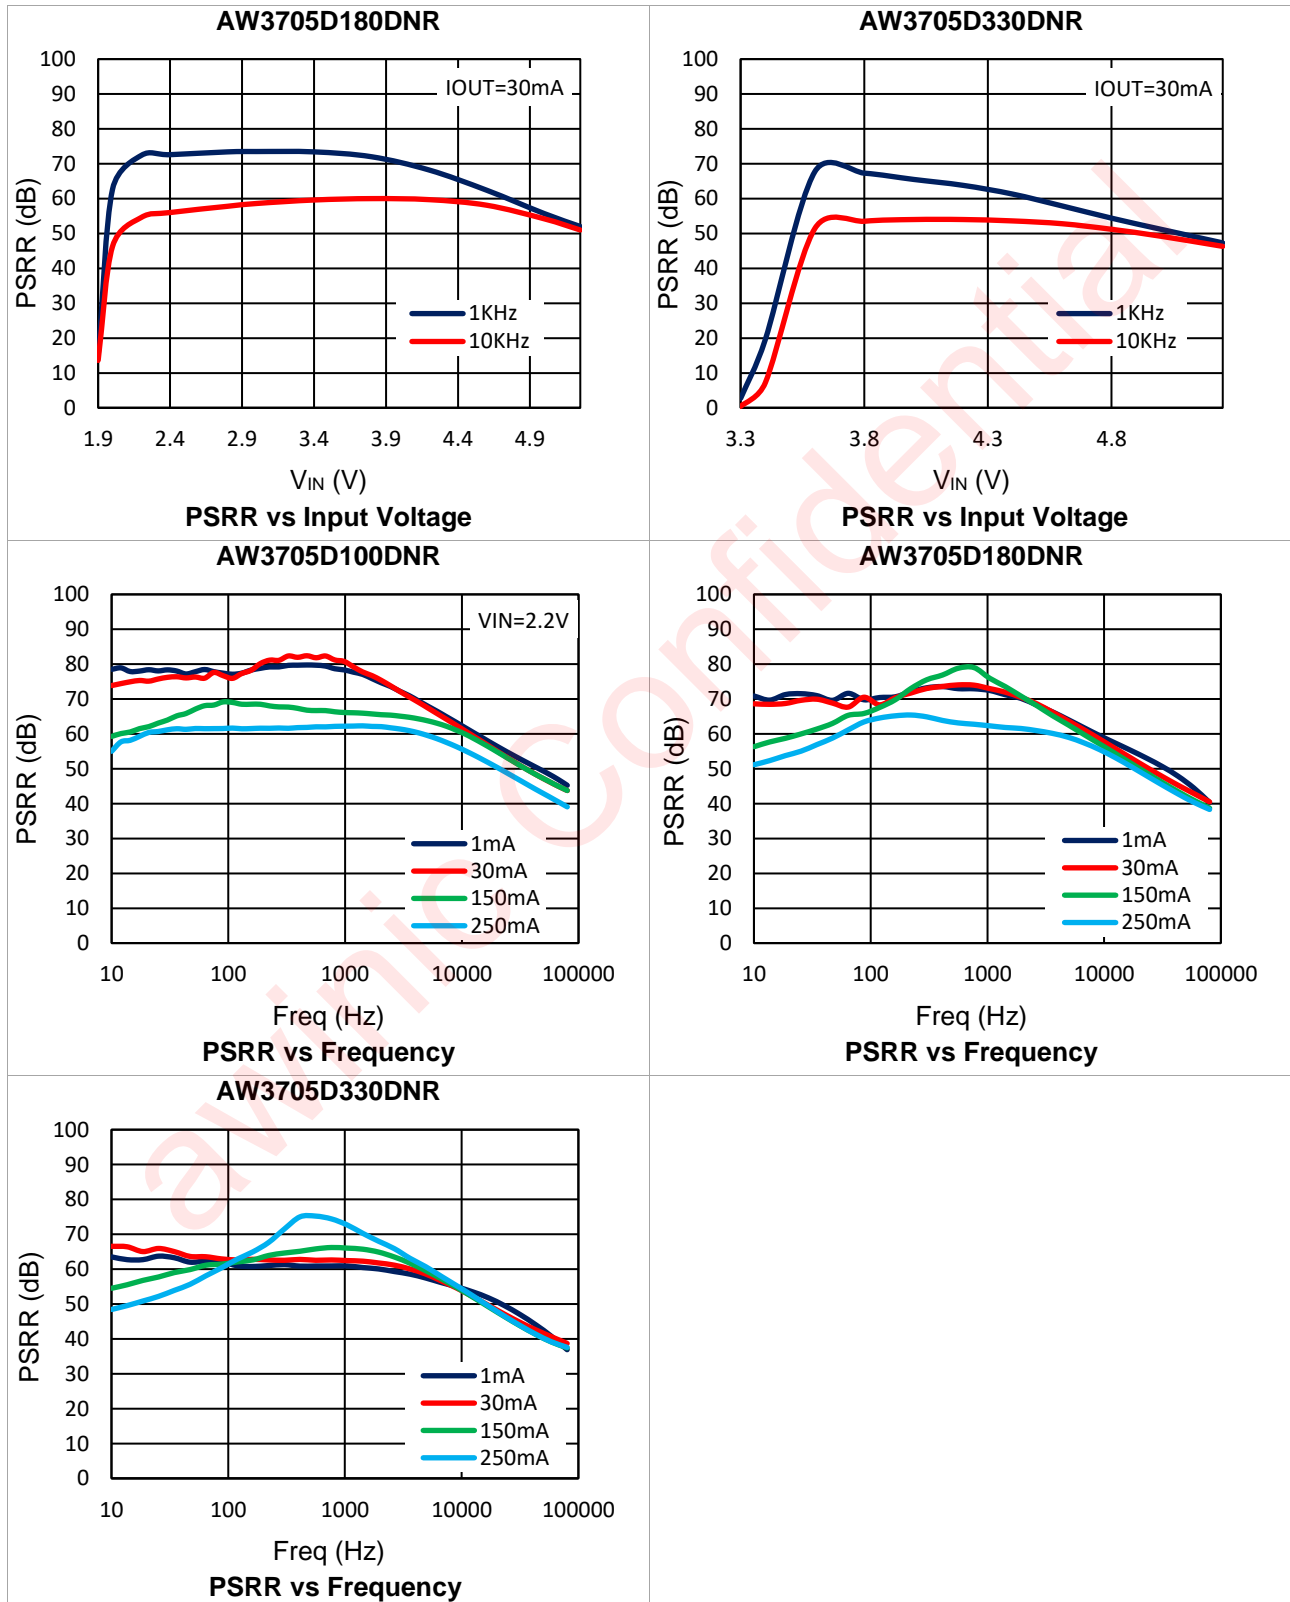 AW3705D180DNR
100
90
80
70
60
50
40
30
20
10
0
PSRR (dB)
IOUT=30mA
1KHz
10KHz
1.9 2.4 2.9 3.4 3.9 4.4 4.9
VIN (V)
PSRR vs Input Voltage
AW3705D330DNR
100
90
80
70
60
50
40
30
20
10
0
PSRR (dB)
IOUT=30mA
1KHz
10KHz
3.3 3.8 4.3 4.8
VIN (V)
PSRR vs Input Voltage
AW3705D100DNR
100
90
80
70
60
50
40
30
20
10
0
PSRR (dB)
VIN=2.2V
1mA
30mA
150mA
250mA
10 100 1000 10000 100000
Freq (Hz)
PSRR vs Frequency
AW3705D180DNR
100
90
80
70
60
50
40
30
20
10
0
PSRR (dB)
1mA
30mA
150mA
250mA
10 100 1000 10000 100000
Freq (Hz)
PSRR vs Frequency
AW3705D330DNR
100
90
80
70
60
50
40
30
20
10
0
PSRR (dB)
1mA
30mA
150mA
250mA
10 100 1000 10000 100000
Freq (Hz)
PSRR vs Frequency
awinic Confidential